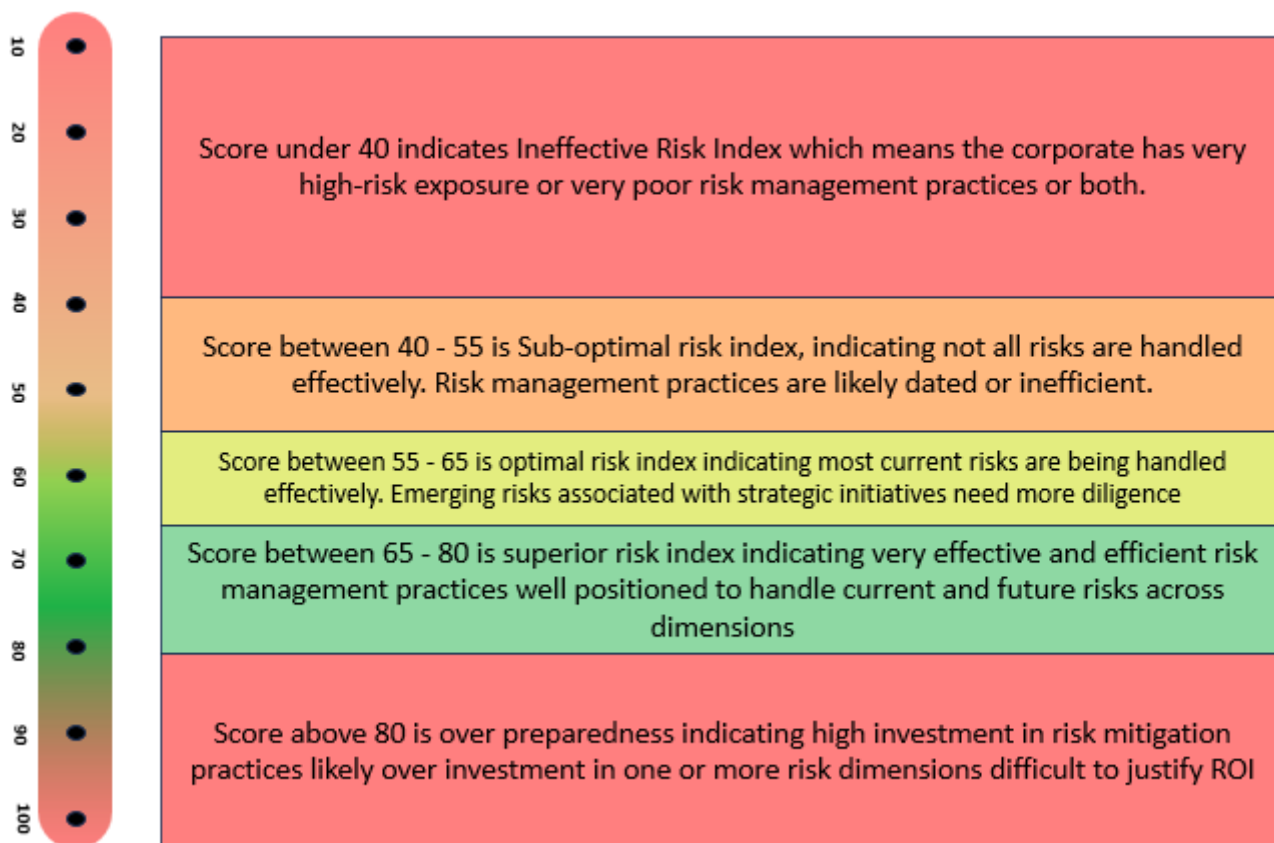 10
20
30
40
50
60
70
80
90
100
Score under 40 indicates Ineffective Risk Index which means the corporate has very
high-risk exposure or very poor risk management practices or both.
Score between 40 - 55 is Sub-optimal risk index, indicating not all risks are handled
effectively. Risk management practices are likely dated or inefficient.
Score between 55 - 65 is optimal risk index indicating most current risks are being handled
effectively. Emerging risks associated with strategic initiatives need more diligence
Score between 65 - 80 is superior risk index indicating very effective and efficient risk
management practices well positioned to handle current and future risks across
dimensions
Score above 80 is over preparedness indicating high investment in risk mitigation
practices likely over investment in one or more risk dimensions difficult to justify ROI